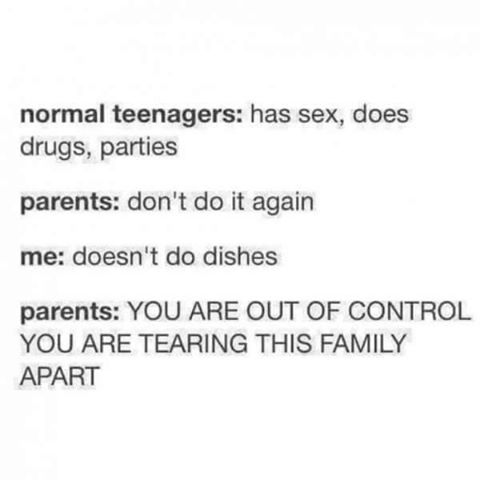 normal teenagers: has sex, does
drugs, parties
parents: don't do it again
me: doesn't do dishes
parents: YOU ARE OUT OF CONTROL
YOU ARE TEARING THIS FAMILY
APART